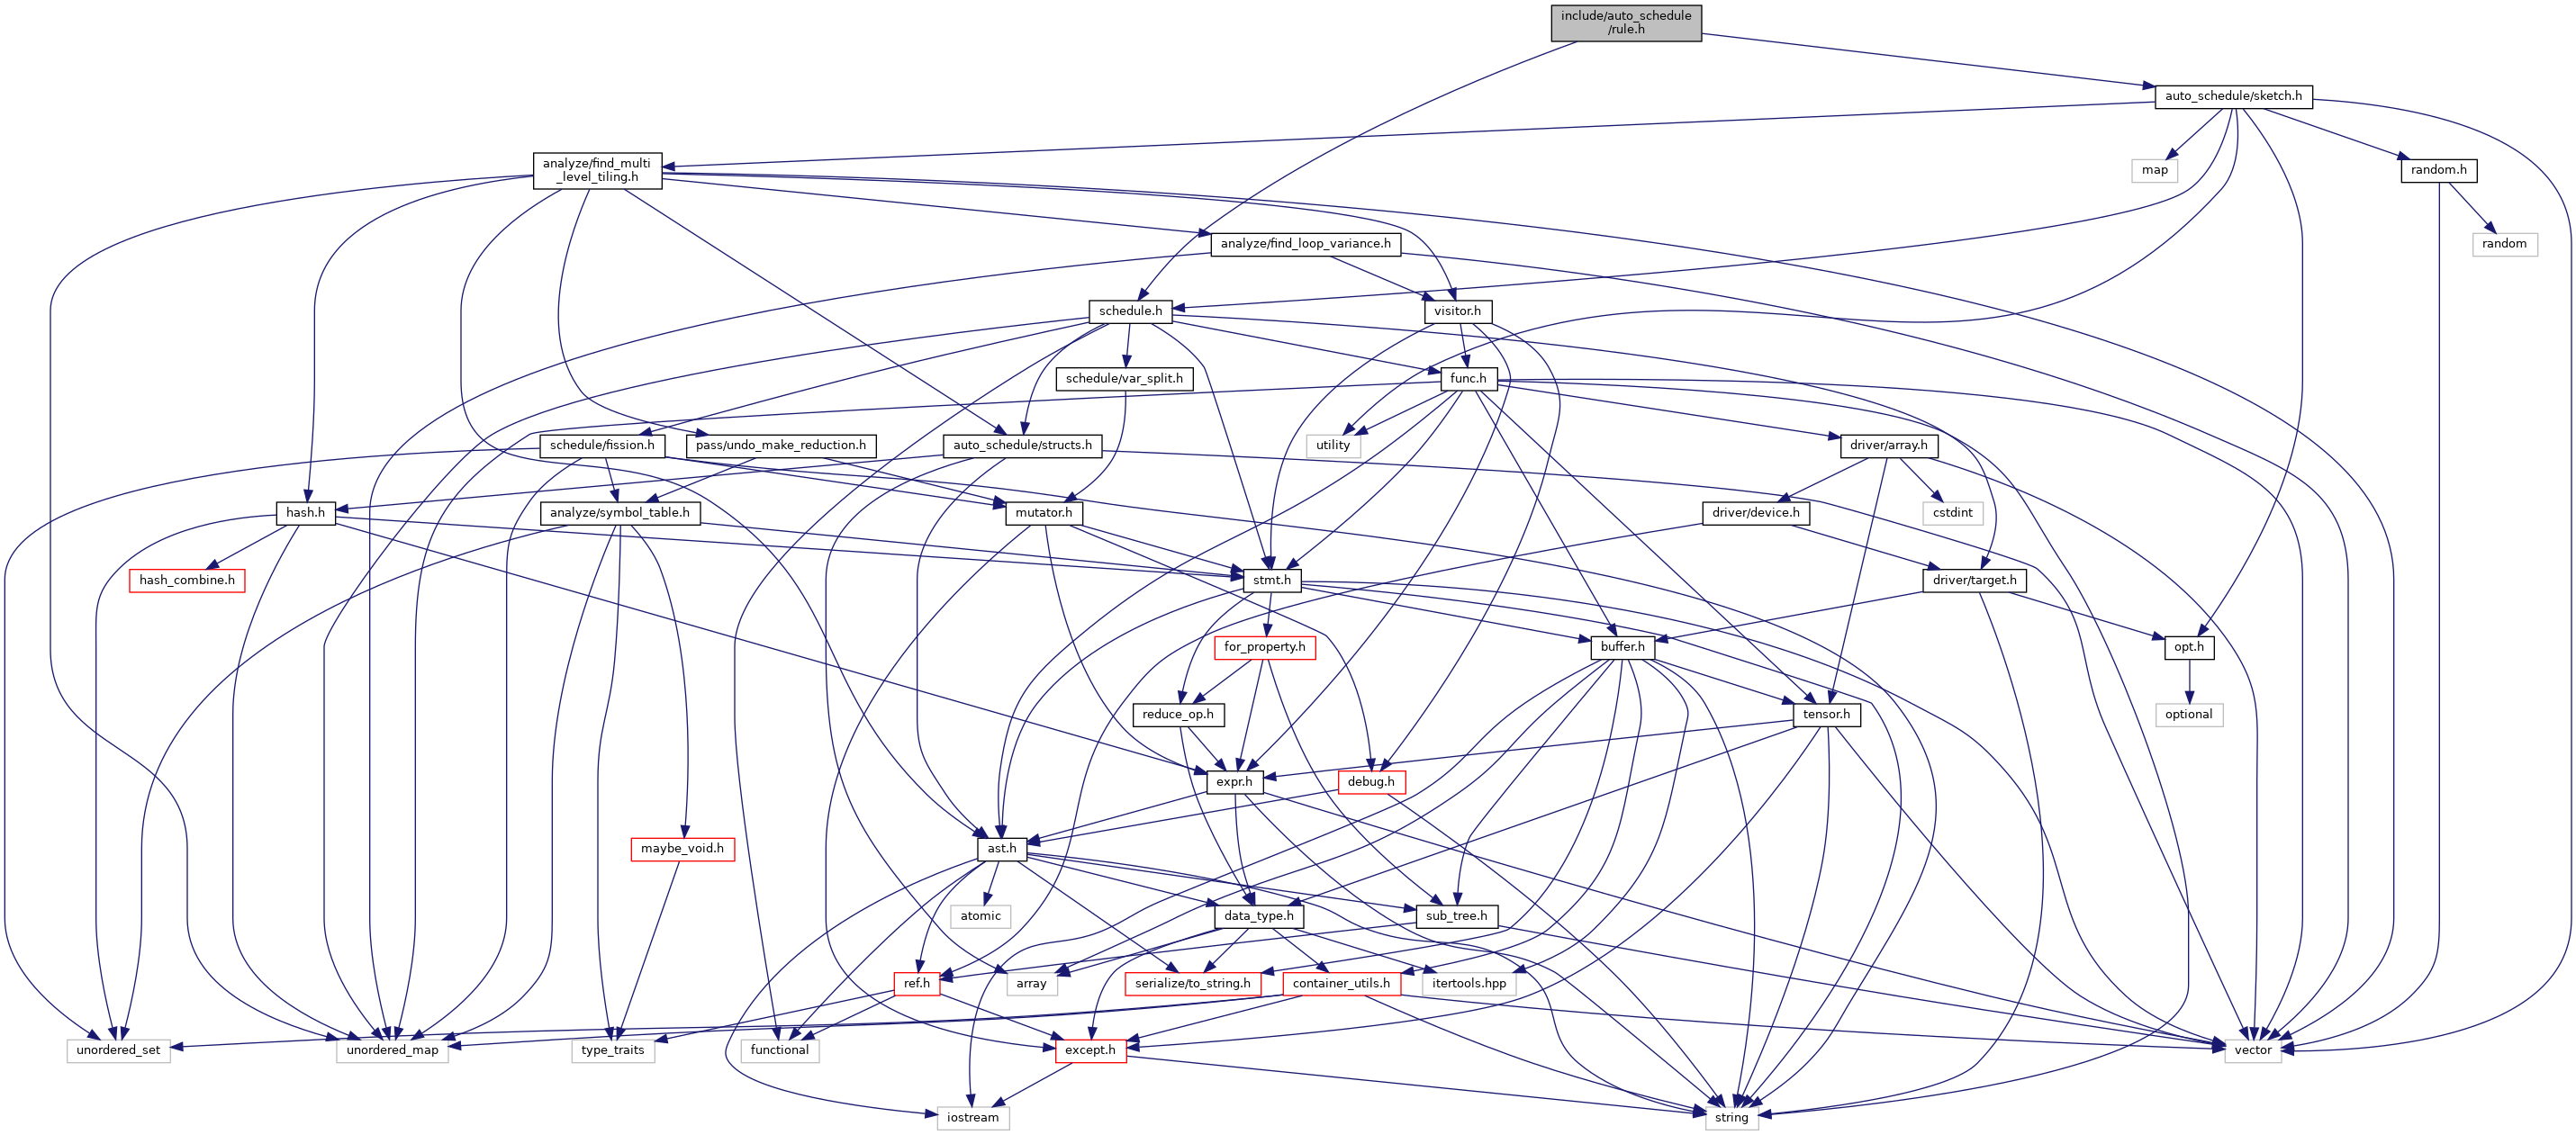 include/auto_schedule
/rule.h
auto_schedule/sketch.h
analyze/find_multi
_level_tiling.h
map
random.h
analyze/find_loop_variance.h
random
schedule.h
visitor.h
schedule/var_split.h
func.h
schedule/fission.h
pass/undo_make_reduction.h
auto_schedule/structs.h
utility
driver/array.h
hash.h
analyze/symbol_table.h
mutator.h
driver/device.h
cstdint
hash_combine.h
stmt.h
driver/target.h
for_property.h
buffer.h
opt.h
reduce_op.h
tensor.h
optional
expr.h
debug.h
maybe_void.h
ast.h
atomic
data_type.h
sub_tree.h
ref.h
array
serialize/to_string.h
container_utils.h
itertools.hpp
unordered_set
unordered_map
type_traits
functional
except.h
vector
iostream
string